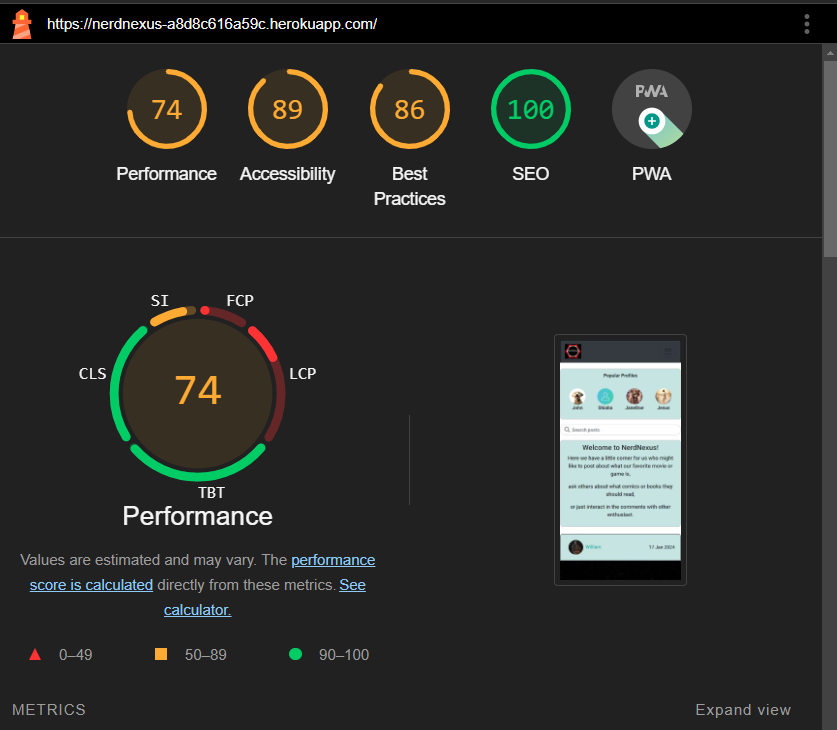 https://nerdnexus-a8d8c616a59c.herokuapp.com/
74
89
86
100
PWA
Performance
Accessibility
Best
Practices
SEO
PWA
SI
FCP
CLS
74
LCP
TBT
Performance
Values are estimated and may vary. The performance
score is calculated directly from these metrics. See
calculator.
0–49
50–89
90–100
Popular Profiles
John
JaneDoe
Jesus
Search posts
Welcome to NerdNexus!
Here we have a little corner for us who might
like to post about what our favorite movie or
game is,
ask others about what comics or books they
should read,
or just interact in the comments with other
enthusiast.
William
17 Jan 2024
METRICS
Expand view